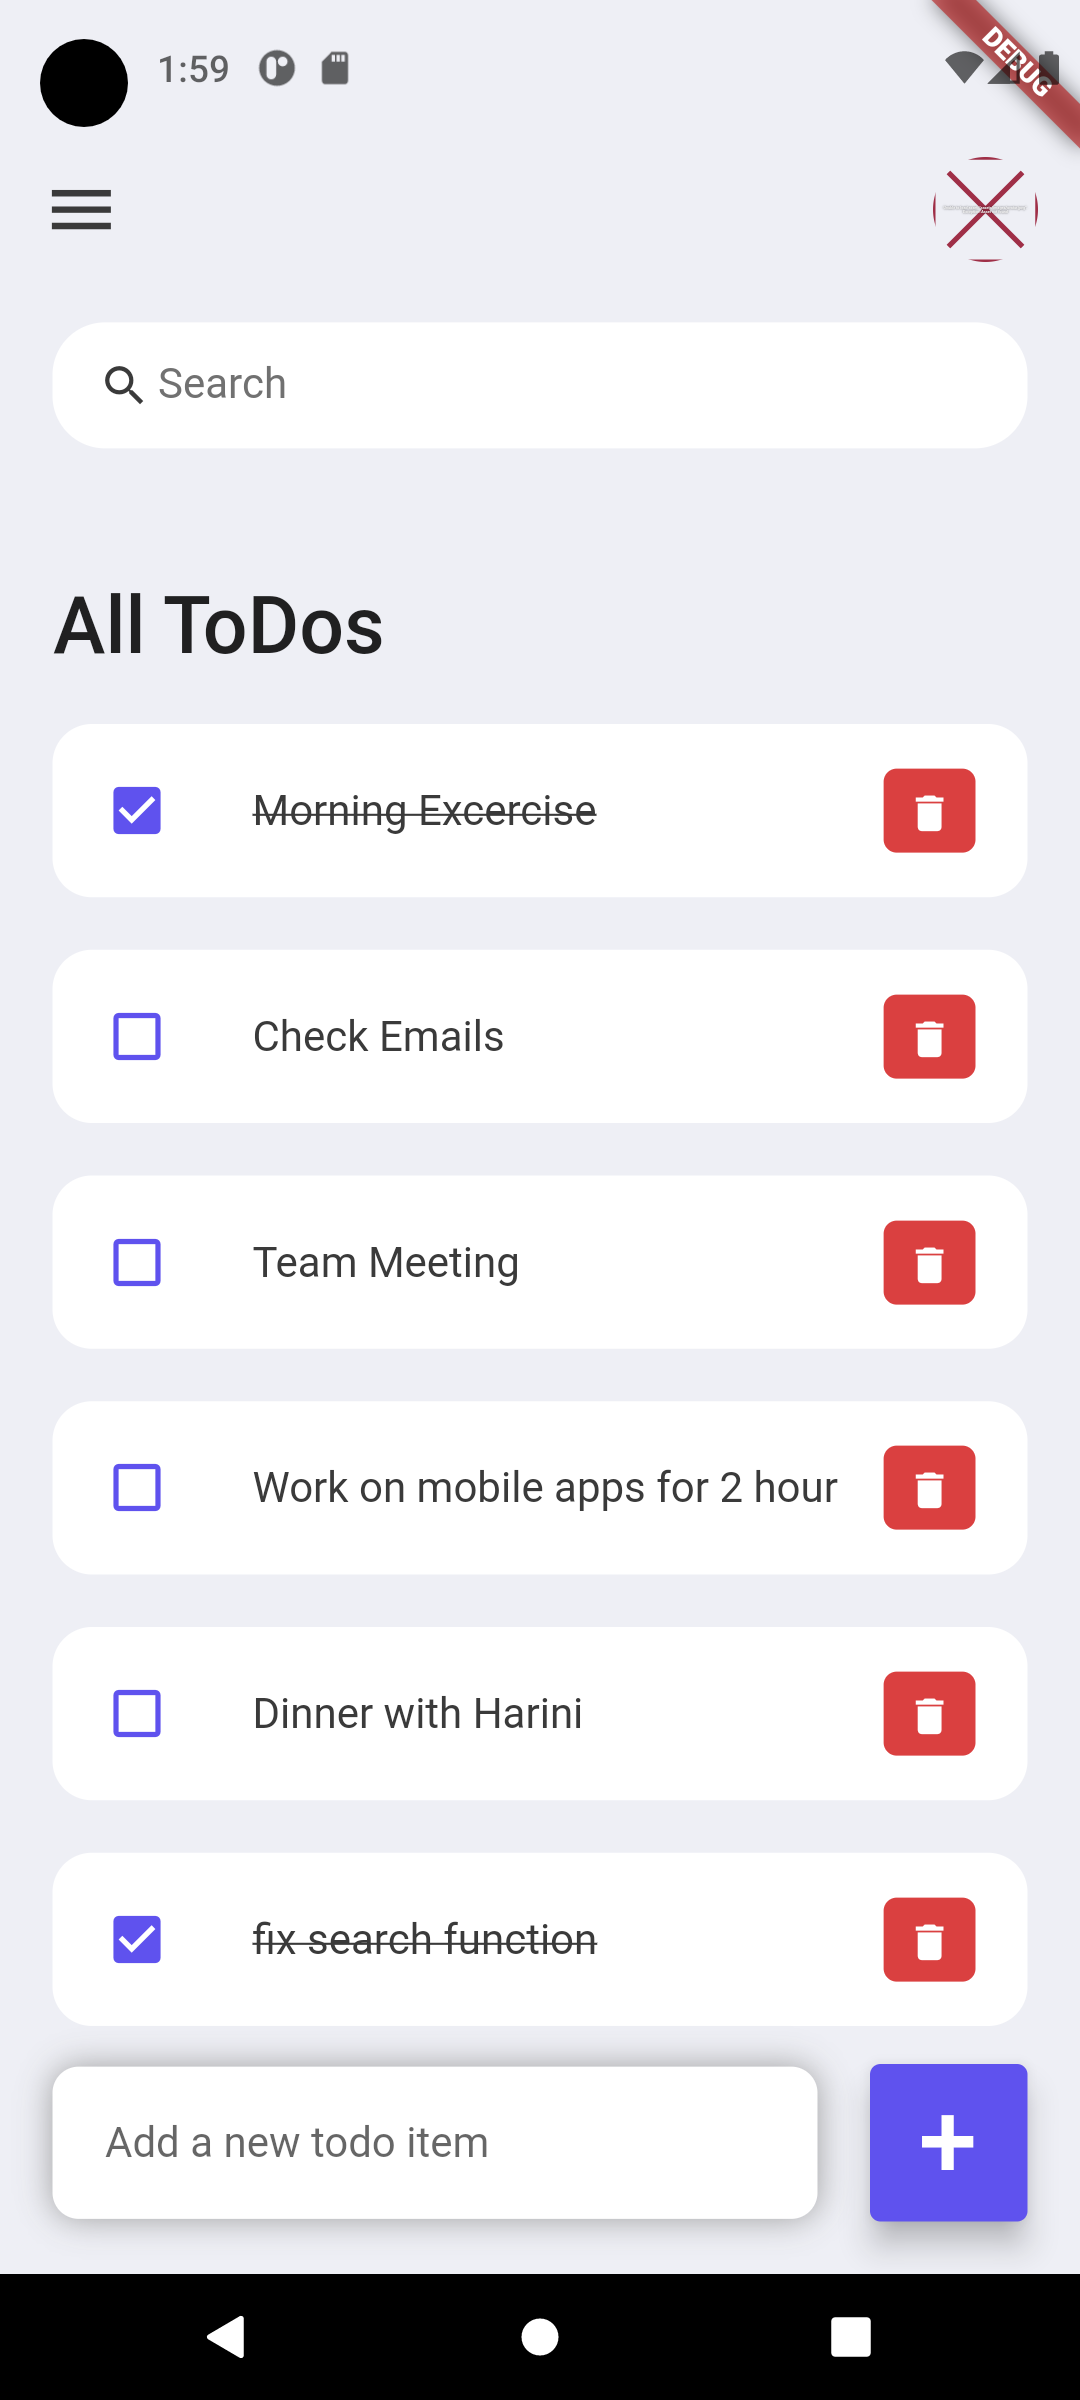 1:59
DEBUG
Search
All ToDos
Morning Excercise
Check Emails
Team Meeting
Work on mobile apps for 2 hour
Dinner with Harini
fix search function
Add a new todo item